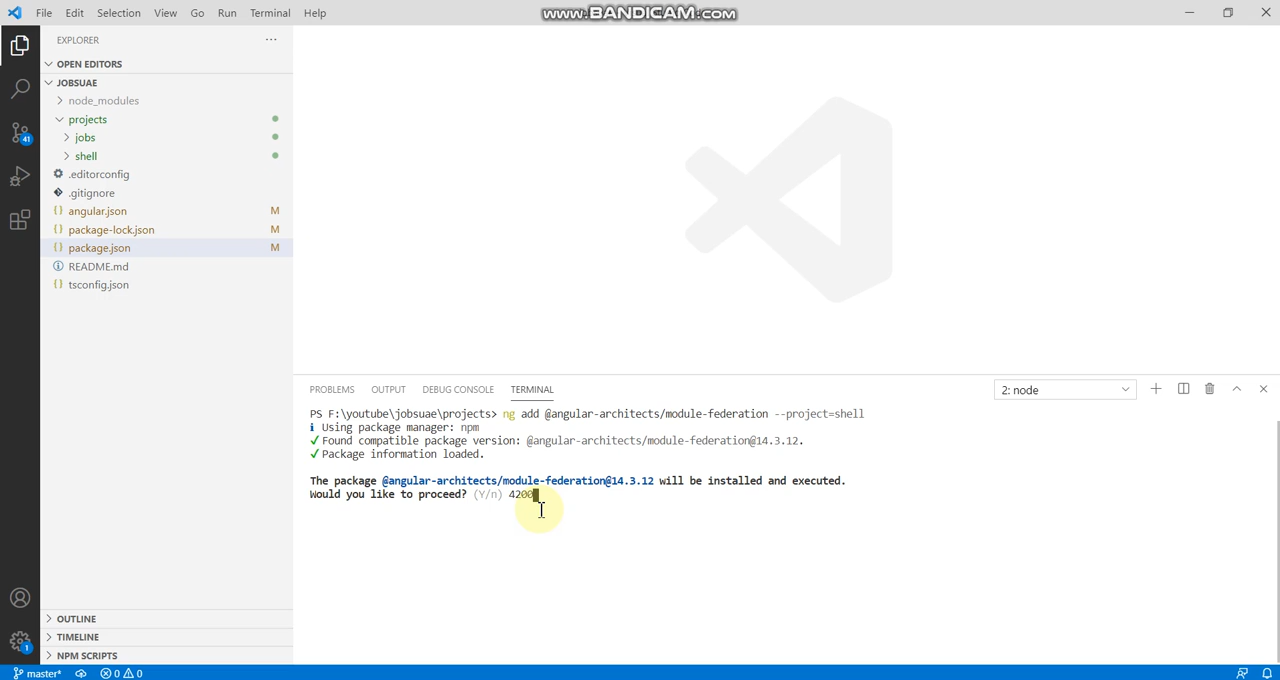 File Edit Selection View Go Run Terminal Help
www.BANDICAM.com
EXPLORER
OPEN EDITORS
JOBSUAE
node_modules
projects
jobs
shell
.editorconfig
.gitignore
angular.json M
package-lock.json M
package.json M
README.md
tsconfig.json
41
PROBLEMS OUTPUT DEBUG CONSOLE TERMINAL
2: node
PS F:\youtube\jobsuae\projects> ng add @angular-architects/module-federation --project=shell
i Using package manager: npm
✓ Found compatible package version: @angular-architects/module-federation@14.3.12.
✓ Package information loaded.
The package @angular-architects/module-federation@14.3.12 will be installed and executed.
Would you like to proceed? (Y/n) 4200
OUTLINE
TIMELINE
NPM SCRIPTS
1
master* 0 0